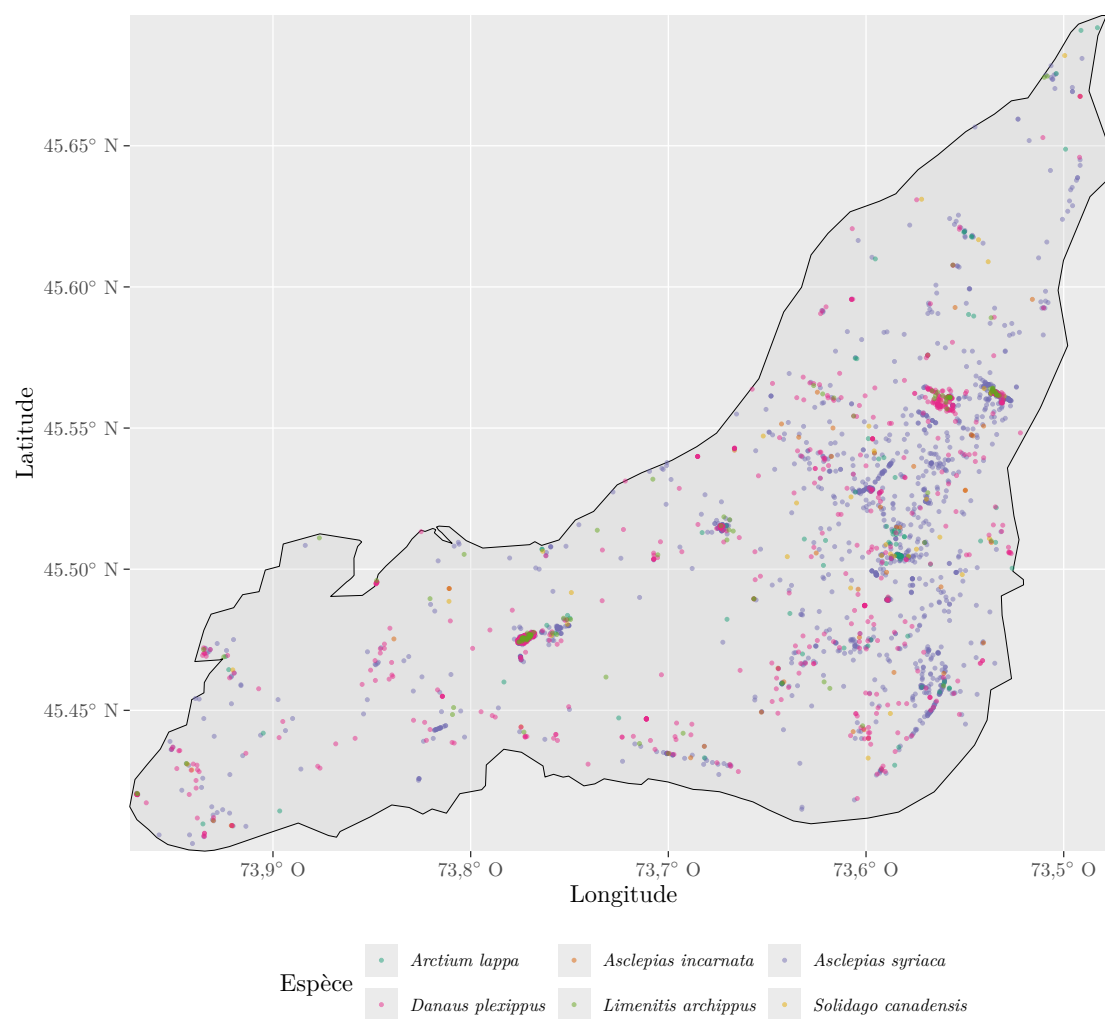 Latitude
45.65° N
45.60° N
45.55° N
45.50° N
45.45° N
73,9° O
73,8° O
73,7° O
73,6° O
73,5° O
Longitude
Espèce
Arctium lappa
Asclepias incarnata
Asclepias syriaca
Danaus plexippus
Limenitis archippus
Solidago canadensis